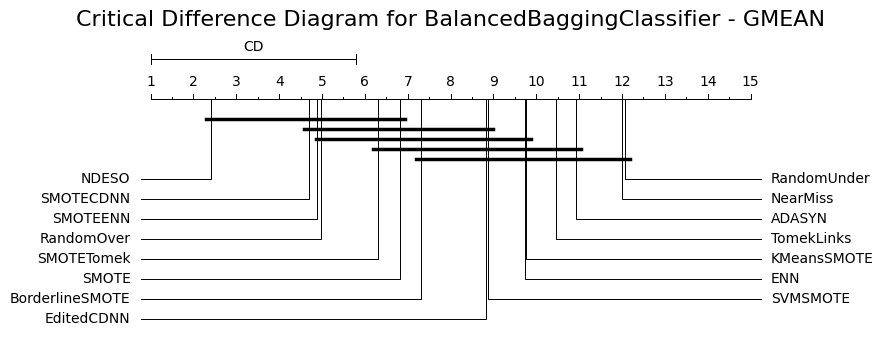 Critical Difference Diagram for BalancedBaggingClassifier - GMEAN
CD
1 2 3 4 5 6 7 8 9 10 11 12 13 14 15
NDESO RandomUnder
SMOTECDNN NearMiss
SMOTEENN ADASYN
RandomOver TomekLinks
SMOTETomek KMeansSMOTE
SMOTE ENN
BorderlineSMOTE SVMSMOTE
EditedCDNN